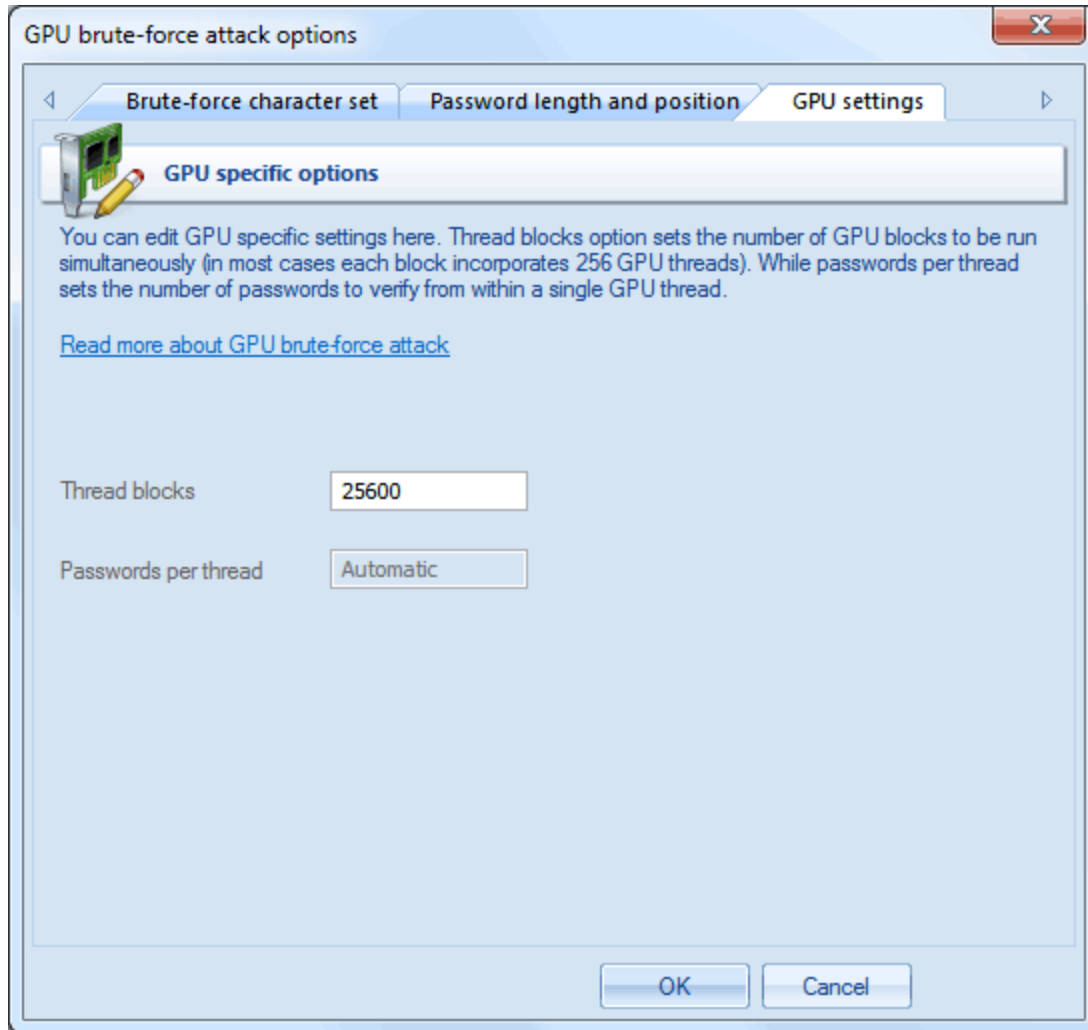 GPU brute-force attack options
Brute-force character set
Password length and position
GPU settings
GPU specific options
You can edit GPU specific settings here. Thread blocks option sets the number of GPU blocks to be run
simultaneously (in most cases each block incorporates 256 GPU threads). While passwords per thread
sets the number of passwords to verify from within a single GPU thread.
Read more about GPU brute-force attack
Thread blocks
25600
Passwords per thread
Automatic
OK
Cancel